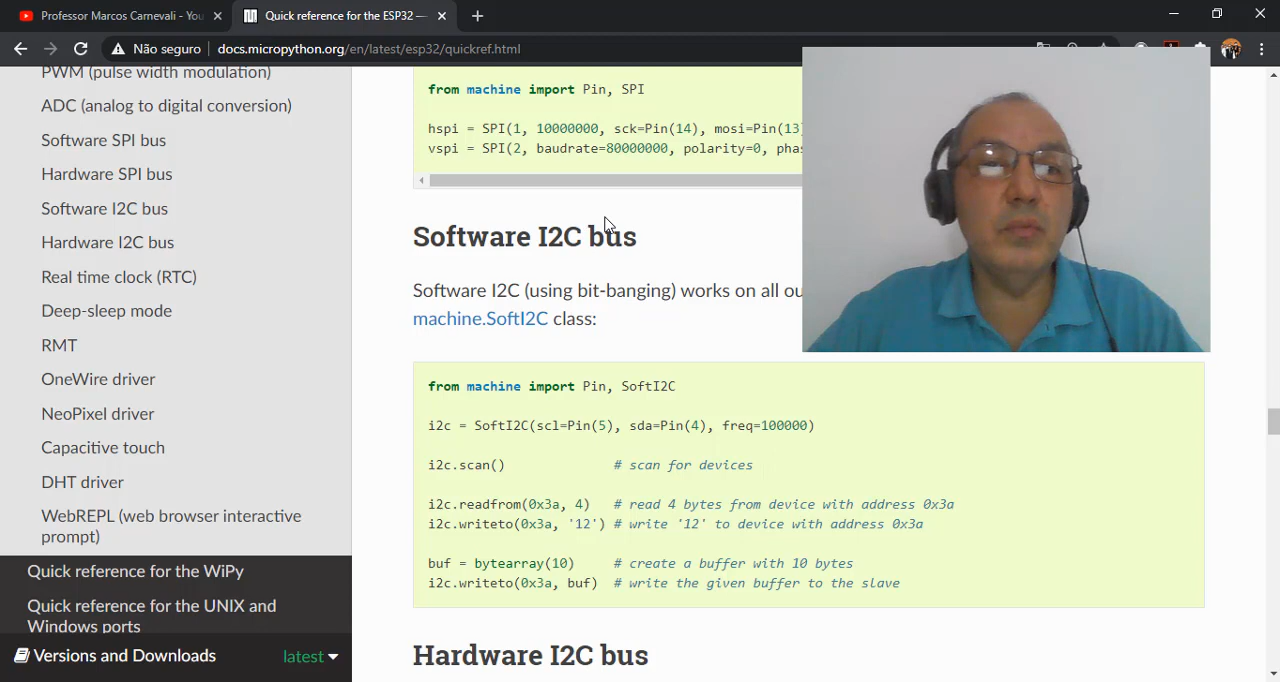 Professor Marcos Carnevali - You
Quick reference for the ESP32 —
Não seguro | docs.micropython.org/en/latest/esp32/quickref.html
PWM (pulse width modulation)
ADC (analog to digital conversion)
Software SPI bus
Hardware SPI bus
Software I2C bus
Hardware I2C bus
Real time clock (RTC)
Deep-sleep mode
RMT
OneWire driver
NeoPixel driver
Capacitive touch
DHT driver
WebREPL (web browser interactive
prompt)
Quick reference for the WiPy
Quick reference for the UNIX and
Windows ports
Versions and Downloads latest
from machine import Pin, SPI
hspi = SPI(1, 10000000, sck=Pin(14), mosi=Pin(13)
vspi = SPI(2, baudrate=80000000, polarity=0, pha
Software I2C bus
Software I2C (using bit-banging) works on all ou
machine.SoftI2C class:
from machine import Pin, SoftI2C
i2c = SoftI2C(scl=Pin(5), sda=Pin(4), freq=100000)
i2c.scan() # scan for devices
i2c.readfrom(0x3a, 4) # read 4 bytes from device with address 0x3a
i2c.writeto(0x3a, '12') # write '12' to device with address 0x3a
buf = bytearray(10) # create a buffer with 10 bytes
i2c.writeto(0x3a, buf) # write the given buffer to the slave
Hardware I2C bus